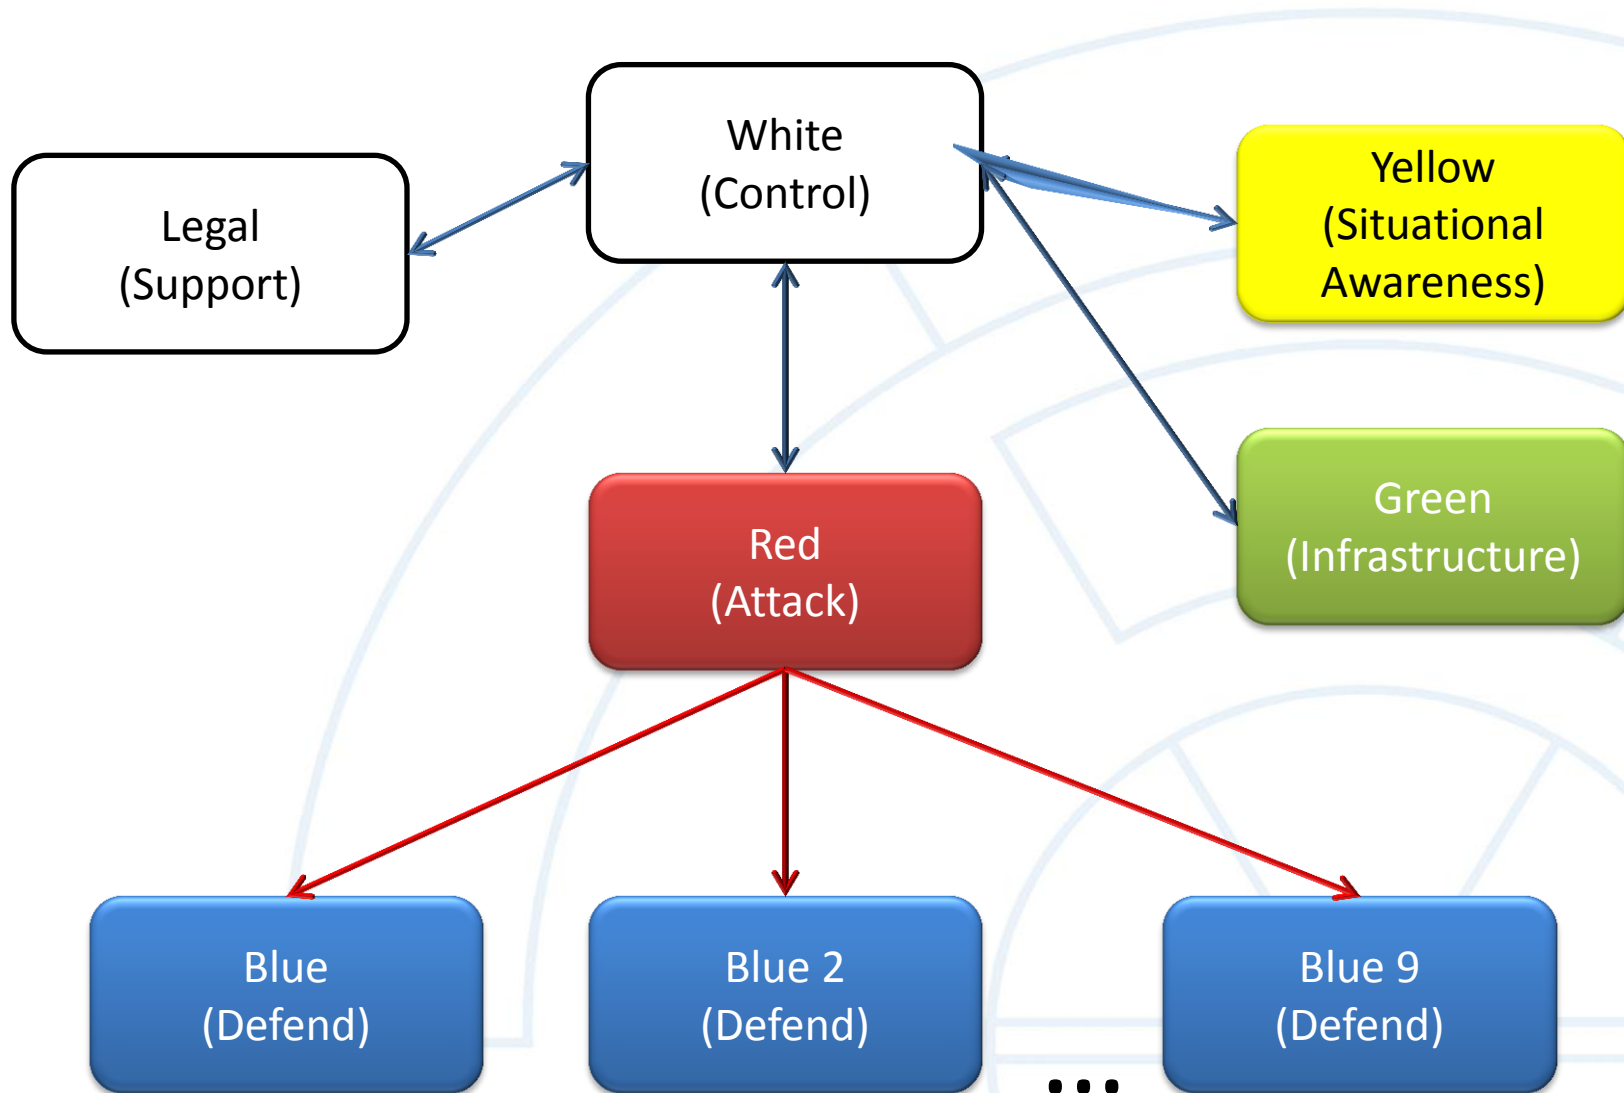 White
(Control)
Legal
(Support)
Yellow
(Situational
Awareness)
Red
(Attack)
Green
(Infrastructure)
Blue
(Defend)
Blue 2
(Defend)
Blue 9
(Defend)
...